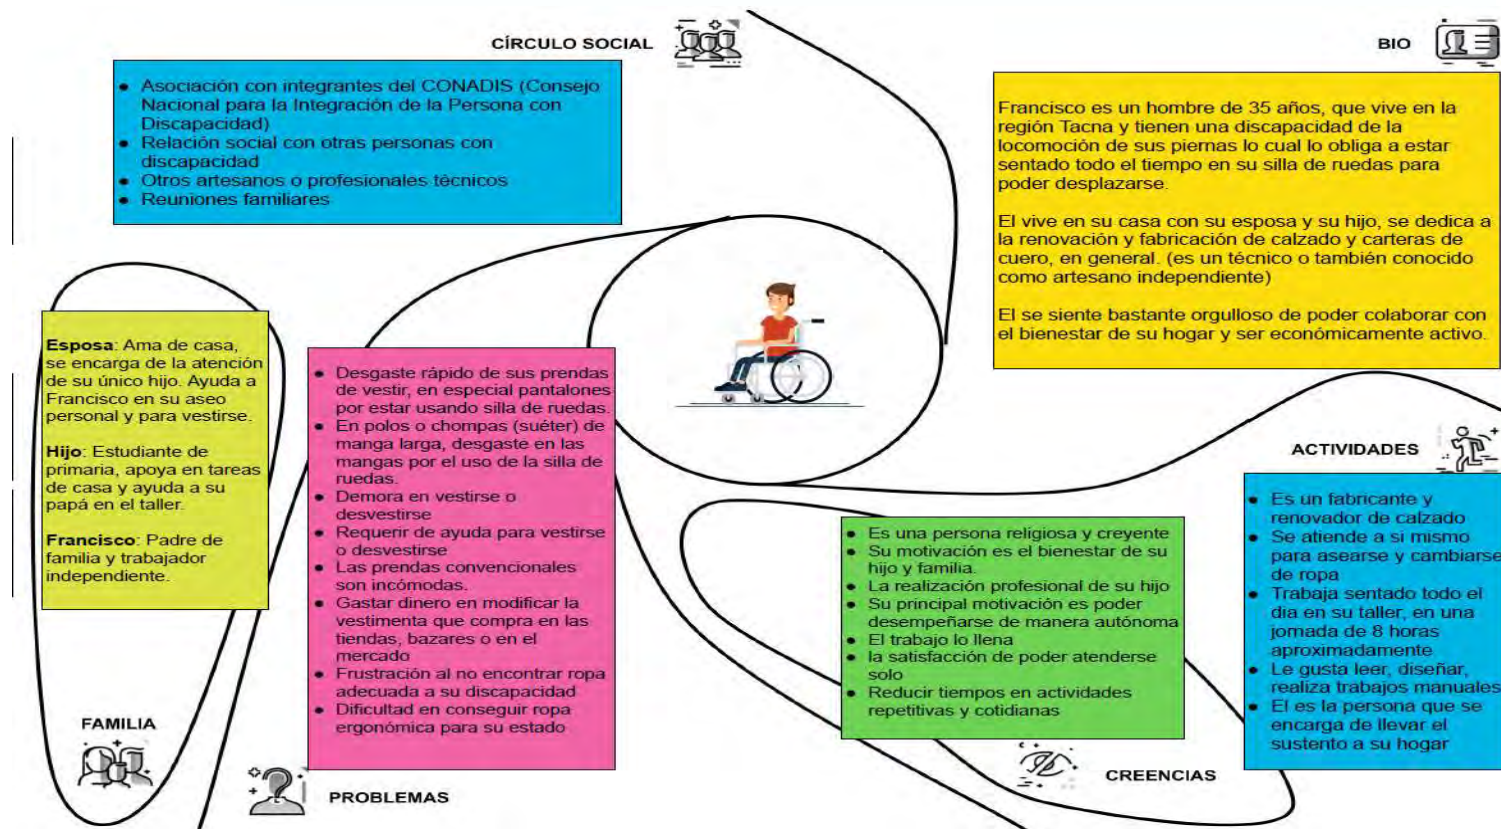 CÍRCULO SOCIAL
● Asociación con integrantes del CONADIS (Consejo
Nacional para la Integración de la Persona con
Discapacidad)
● Relación social con otras personas con
discapacidad
● Otros artesanos o profesionales técnicos
● Reuniones familiares
BIO
Francisco es un hombre de 35 años, que vive en la
región Tacna y tienen una discapacidad de la
locomoción de sus piernas lo cual lo obliga a estar
sentado todo el tiempo en su silla de ruedas para
poder desplazarse.
El vive en su casa con su esposa y su hijo, se dedica a
la renovación y fabricación de calzado y carteras de
cuero, en general. (es un técnico o también conocido
como artesano independiente)
El se siente bastante orgulloso de poder colaborar con
el bienestar de su hogar y ser económicamente activo.
Esposa: Ama de casa,
se encarga de la atención
de su único hijo. Ayuda a
Francisco en su aseo
personal y para vestirse.
Hijo: Estudiante de
primaria, apoya en tareas
de casa y ayuda a su
papá en el taller.
Francisco: Padre de
familia y trabajador
independiente.
FAMILIA
● Desgaste rápido de sus prendas
de vestir, en especial pantalones
por estar usando silla de ruedas.
● En polos o chompas (suéter) de
manga larga, desgaste en las
mangas por el uso de la silla de
ruedas.
● Demora en vestirse o
desvestirse
● Requerir de ayuda para vestirse
o desvestirse
● Las prendas convencionales
son incómodas.
● Gastar dinero en modificar la
vestimenta que compra en las
tiendas, bazares o en el
mercado
● Frustración al no encontrar ropa
adecuada a su discapacidad
● Dificultad en conseguir ropa
ergonómica para su estado
PROBLEMAS
● Es una persona religiosa y creyente
● Su motivación es el bienestar de su
hijo y familia.
● La realización profesional de su hijo
● Su principal motivación es poder
desempeñarse de manera autónoma
● El trabajo lo llena
● la satisfacción de poder atenderse
solo
● Reducir tiempos en actividades
repetitivas y cotidianas
CREENCIAS
ACTIVIDADES
● Es un fabricante y
renovador de calzado
● Se atiende a si mismo
para asearse y cambiarse
de ropa
● Trabaja sentado todo el
dia en su taller, en una
jornada de 8 horas
aproximadamente
● Le gusta leer, diseñar,
realiza trabajos manuales
● El es la persona que se
encarga de llevar el
sustento a su hogar